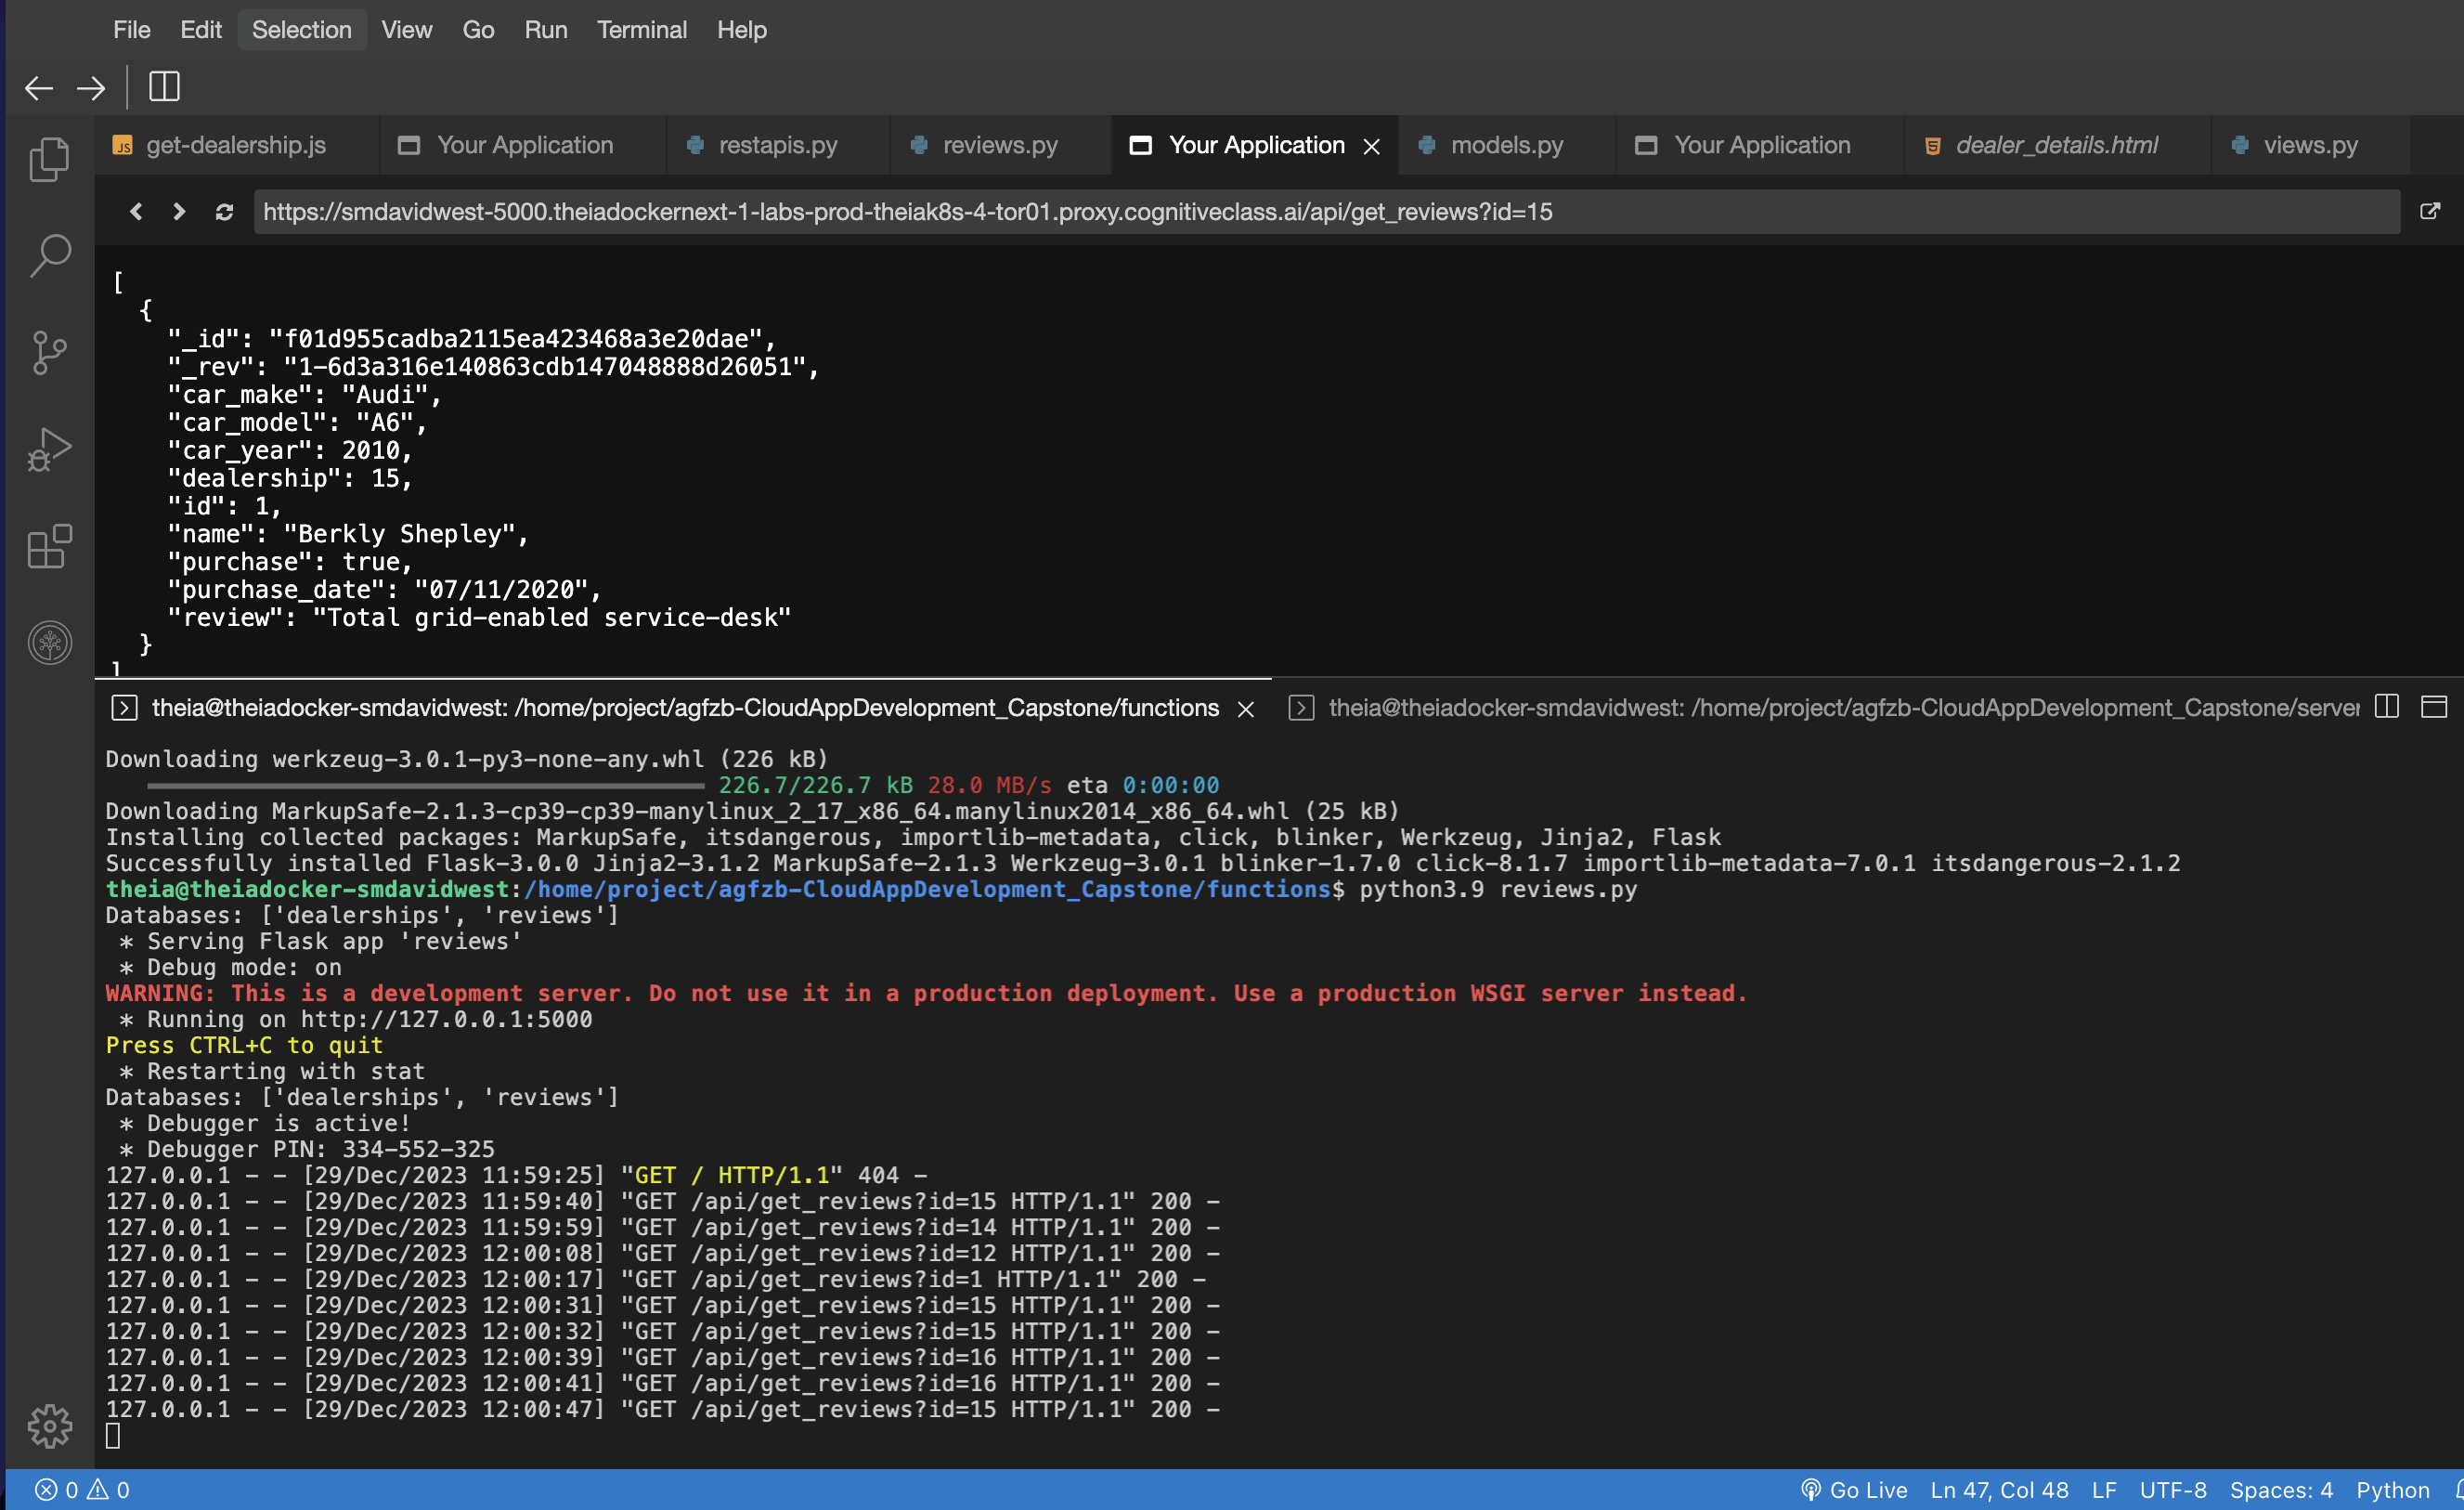 File Edit Selection View Go Run Terminal Help
get-dealership.js Your Application restapis.py reviews.py Your Application models.py Your Application dealer_details.html views.py
https://smdavidwest-5000.theiadockernext-1-labs-prod-theiak8s-4-tor01.proxy.cognitiveclass.ai/api/get_reviews?id=15
[
{
"_id": "f01d955cadba2115ea423468a3e20dae",
"_rev": "1-6d3a316e140863cdb147048888d26051",
"car_make": "Audi",
"car_model": "A6",
"car_year": 2010,
"dealership": 15,
"id": 1,
"name": "Berkly Shepley",
"purchase": true,
"purchase_date": "07/11/2020",
"review": "Total grid-enabled service-desk"
}
]
theia@theiadocker-smdavidwest: /home/project/agfzb-CloudAppDevelopment_Capstone/functions theia@theiadocker-smdavidwest: /home/project/agfzb-CloudAppDevelopment_Capstone/server
Downloading werkzeug-3.0.1-py3-none-any.whl (226 kB)
226.7/226.7 kB 28.0 MB/s eta 0:00:00
Downloading MarkupSafe-2.1.3-cp39-cp39-manylinux_2_17_x86_64.manylinux2014_x86_64.whl (25 kB)
Installing collected packages: MarkupSafe, itsdangerous, importlib-metadata, click, blinker, Werkzeug, Jinja2, Flask
Successfully installed Flask-3.0.0 Jinja2-3.1.2 MarkupSafe-2.1.3 Werkzeug-3.0.1 blinker-1.7.0 click-8.1.7 importlib-metadata-7.0.1 itsdangerous-2.1.2
theia@theiadocker-smdavidwest:/home/project/agfzb-CloudAppDevelopment_Capstone/functions$ python3.9 reviews.py
Databases: ['dealerships', 'reviews']
* Serving Flask app 'reviews'
* Debug mode: on
WARNING: This is a development server. Do not use it in a production deployment. Use a production WSGI server instead.
* Running on http://127.0.0.1:5000
Press CTRL+C to quit
* Restarting with stat
Databases: ['dealerships', 'reviews']
* Debugger is active!
* Debugger PIN: 334-552-325
127.0.0.1 - - [29/Dec/2023 11:59:25] "GET / HTTP/1.1" 404 -
127.0.0.1 - - [29/Dec/2023 11:59:40] "GET /api/get_reviews?id=15 HTTP/1.1" 200 -
127.0.0.1 - - [29/Dec/2023 11:59:59] "GET /api/get_reviews?id=14 HTTP/1.1" 200 -
127.0.0.1 - - [29/Dec/2023 12:00:08] "GET /api/get_reviews?id=12 HTTP/1.1" 200 -
127.0.0.1 - - [29/Dec/2023 12:00:17] "GET /api/get_reviews?id=1 HTTP/1.1" 200 -
127.0.0.1 - - [29/Dec/2023 12:00:31] "GET /api/get_reviews?id=15 HTTP/1.1" 200 -
127.0.0.1 - - [29/Dec/2023 12:00:32] "GET /api/get_reviews?id=15 HTTP/1.1" 200 -
127.0.0.1 - - [29/Dec/2023 12:00:39] "GET /api/get_reviews?id=16 HTTP/1.1" 200 -
127.0.0.1 - - [29/Dec/2023 12:00:41] "GET /api/get_reviews?id=16 HTTP/1.1" 200 -
127.0.0.1 - - [29/Dec/2023 12:00:47] "GET /api/get_reviews?id=15 HTTP/1.1" 200 -
0 0 Go Live Ln 47, Col 48 LF UTF-8 Spaces: 4 Python